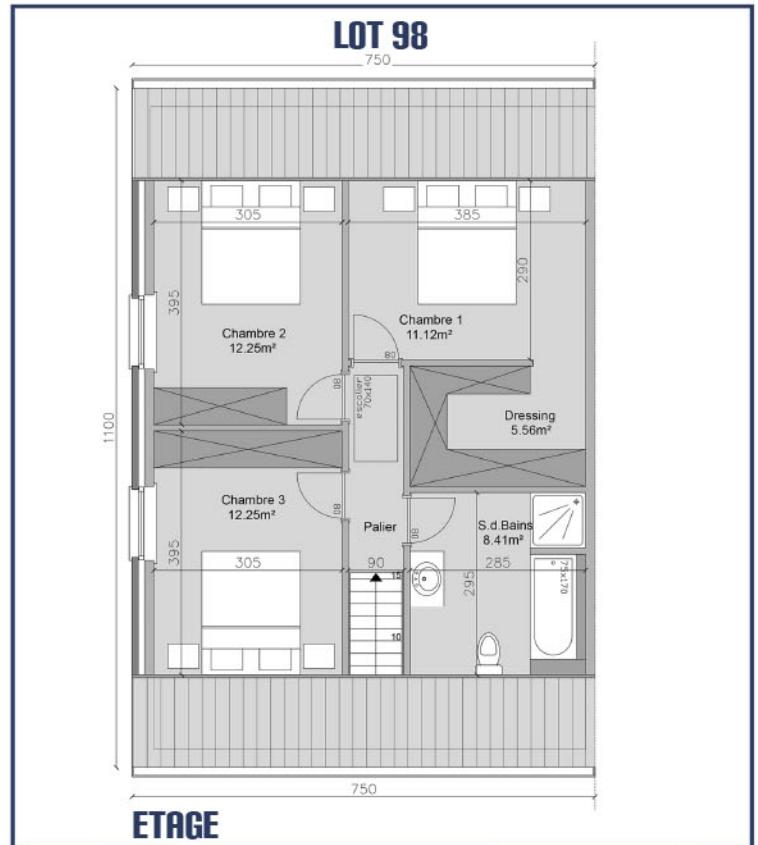 LOT 98
750
305
385
290
395
Chambre 2
12.25m²
Chambre 1
11.12m²
80
80
escalier
70x140
Dressing
5.56m²
1100
Chambre 3
12.25m²
80
Palier
80
S.d.Bains
8.41m²
395
305
90
15
295
285
75x170
10
750
ETAGE